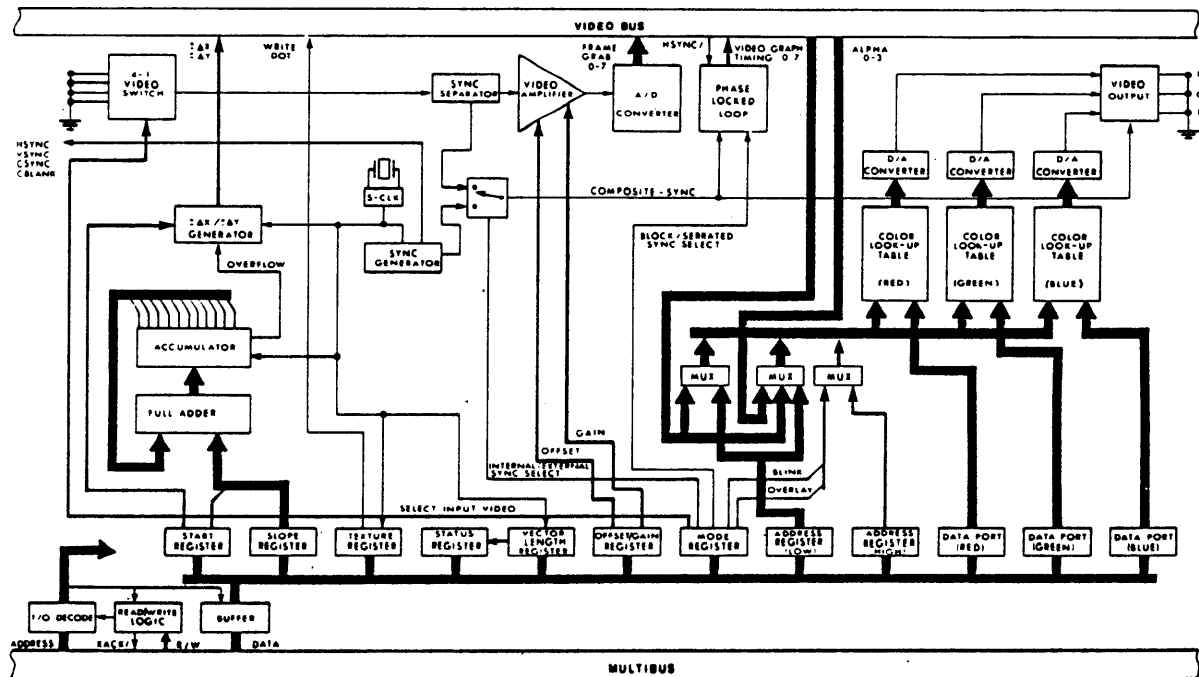 VIDEO BUS
WRITE
DOT
FRAME
GRAB
0-7
HSYNC/
VIDEO GRAPH
TIMING 0-7
ALPHA
0-3
4-1
VIDEO
SWITCH
SYNC
SEPARATOR
VIDEO
AMPLIFIER
A/D
CONVERTER
PHASE
LOCKED
LOOP
VIDEO
OUTPUT
HSYNC
VSYNC
CSYNC
CBLANK
S-CLK
D/A
CONVERTER
D/A
CONVERTER
D/A
CONVERTER
COMPOSITE-SYNC
GENERATOR
SYNC
GENERATOR
BLOCK/SERRATED
SYNC SELECT
COLOR
LOOK-UP
TABLE
(RED)
COLOR
LOOK-UP
TABLE
(GREEN)
COLOR
LOOK-UP
TABLE
(BLUE)
OVERFLOW
ACCUMULATOR
MUX
MUX
MUX
FULL ADDER
OFFSET
GAIN
INTERNAL/EXTERNAL
SYNC SELECT
BLINK
OVERLAY
SELECT INPUT VIDEO
START
REGISTER
SLOPE
REGISTER
TEXTURE
REGISTER
STATUS
REGISTER
VECTOR
LENGTH
REGISTER
OFFSET/GAIN
REGISTER
MODE
REGISTER
ADDRESS
REGISTER
(LOW)
ADDRESS
REGISTER
(HIGH)
DATA PORT
(RED)
DATA PORT
(GREEN)
DATA PORT
(BLUE)
I/O DECODE
READ/WRITE
LOGIC
BUFFER
ADDRESS
XACK/
R/W
DATA
MULTIBUS